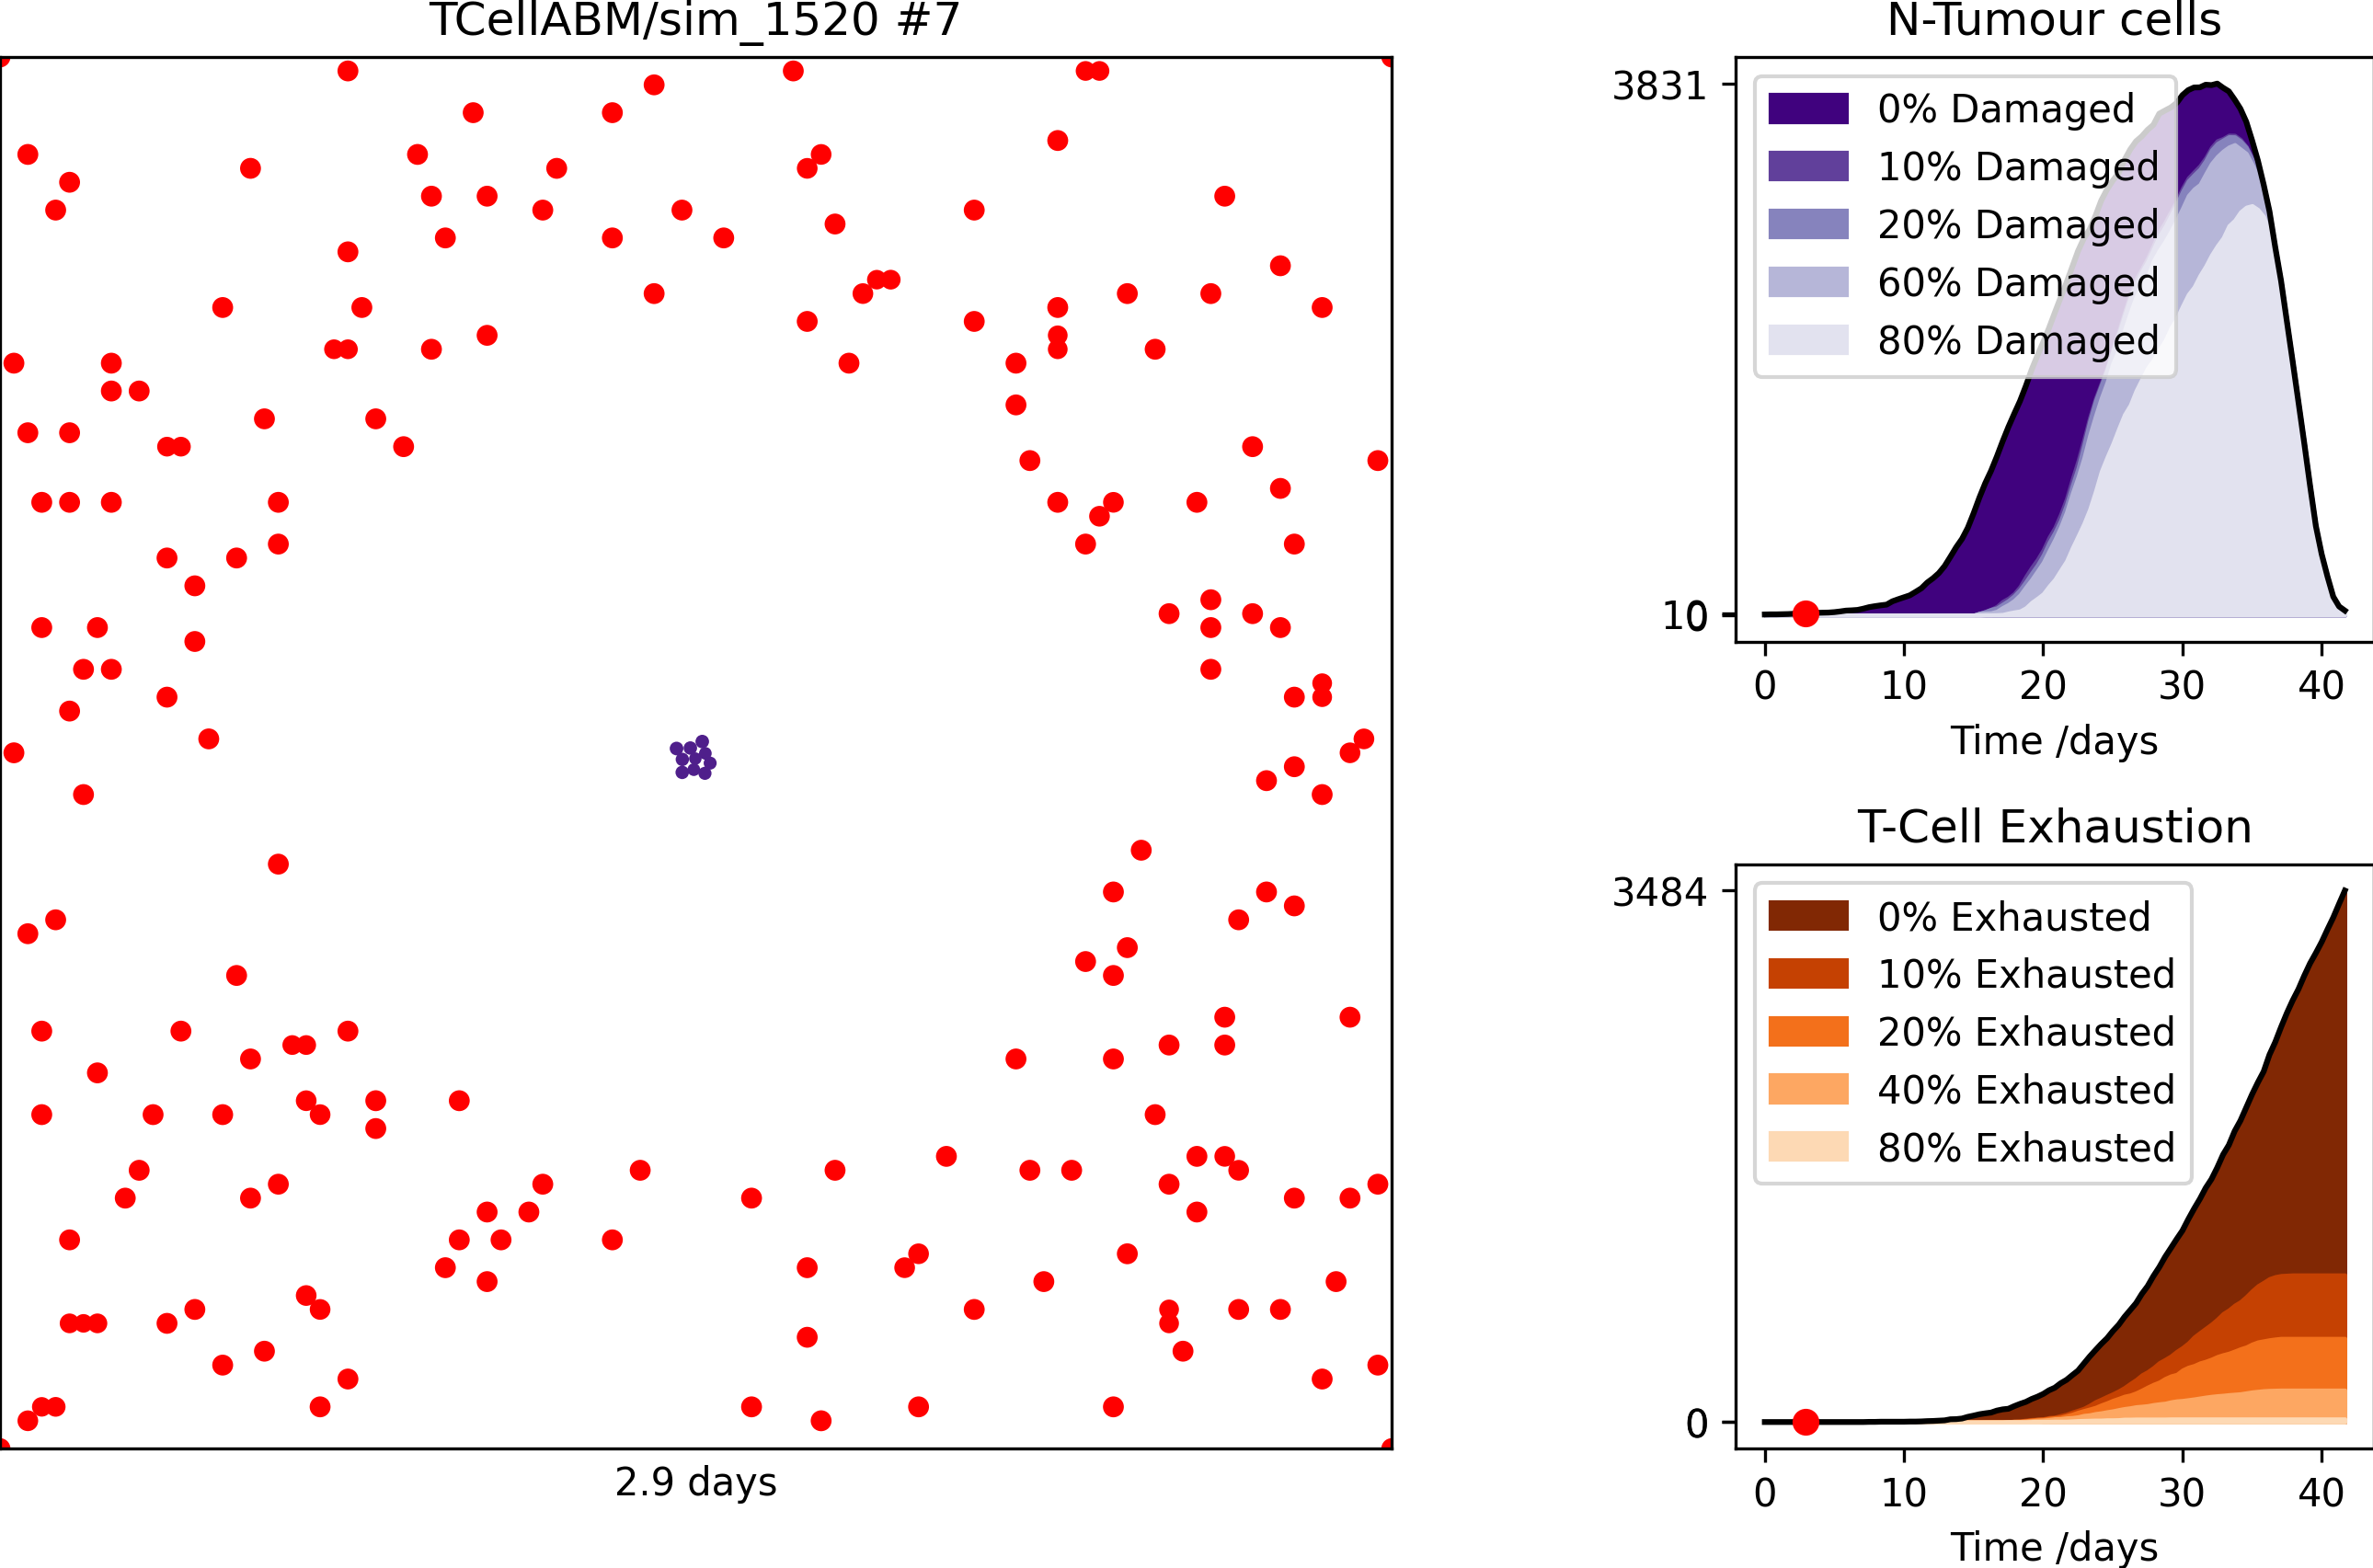 TCellABM/sim_1520 #7
2.9 days
N-Tumour cells
3831
10
0% Damaged
10% Damaged
20% Damaged
60% Damaged
80% Damaged
0 10 20 30 40
Time /days
T-Cell Exhaustion
3484
0
0% Exhausted
10% Exhausted
20% Exhausted
40% Exhausted
80% Exhausted
0 10 20 30 40
Time /days